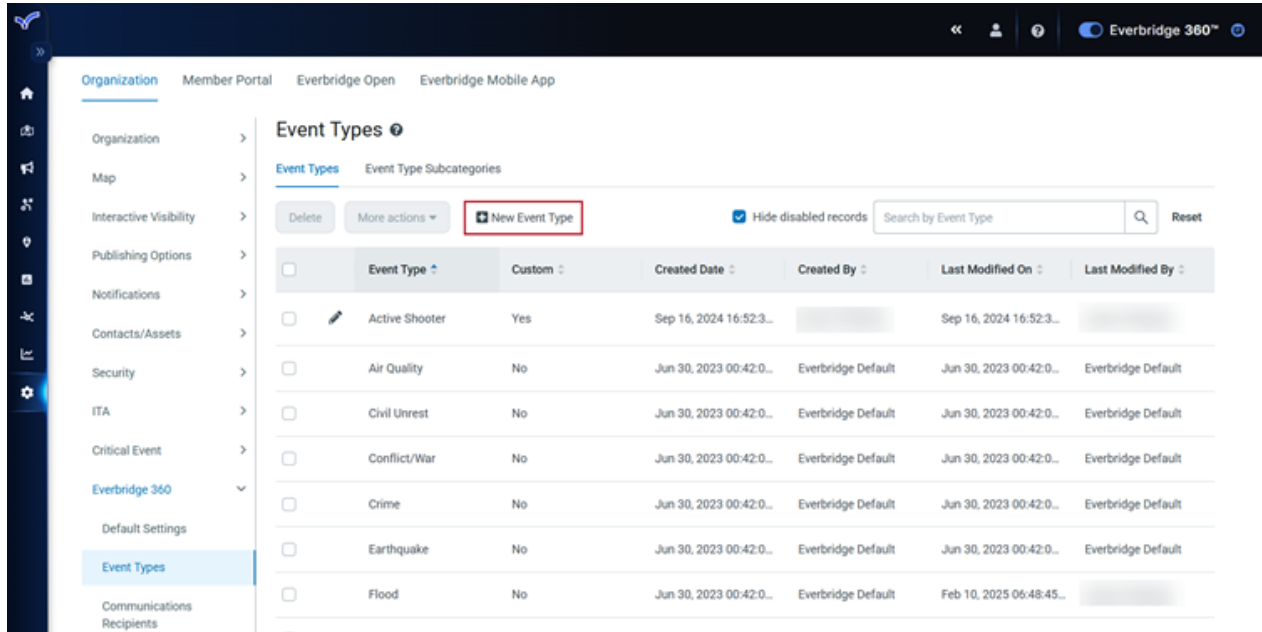 Everbridge 360™
Organization Member Portal Everbridge Open Everbridge Mobile App
Organization
Map
Interactive Visibility
Publishing Options
Notifications
Contacts/Assets
Security
ITA
Critical Event
Everbridge 360
Default Settings
Event Types
Communications
Recipients
Event Types
Event Types Event Type Subcategories
Delete More actions New Event Type Hide disabled records Search by Event Type Reset
Event Type Custom Created Date Created By Last Modified On Last Modified By
Active Shooter Yes Sep 16, 2024 16:52:3... Sep 16, 2024 16:52:3...
Air Quality No Jun 30, 2023 00:42:0... Everbridge Default Jun 30, 2023 00:42:0... Everbridge Default
Civil Unrest No Jun 30, 2023 00:42:0... Everbridge Default Jun 30, 2023 00:42:0... Everbridge Default
Conflict/War No Jun 30, 2023 00:42:0... Everbridge Default Jun 30, 2023 00:42:0... Everbridge Default
Crime No Jun 30, 2023 00:42:0... Everbridge Default Jun 30, 2023 00:42:0... Everbridge Default
Earthquake No Jun 30, 2023 00:42:0... Everbridge Default Jun 30, 2023 00:42:0... Everbridge Default
Flood No Jun 30, 2023 00:42:0... Everbridge Default Feb 10, 2025 06:48:45...